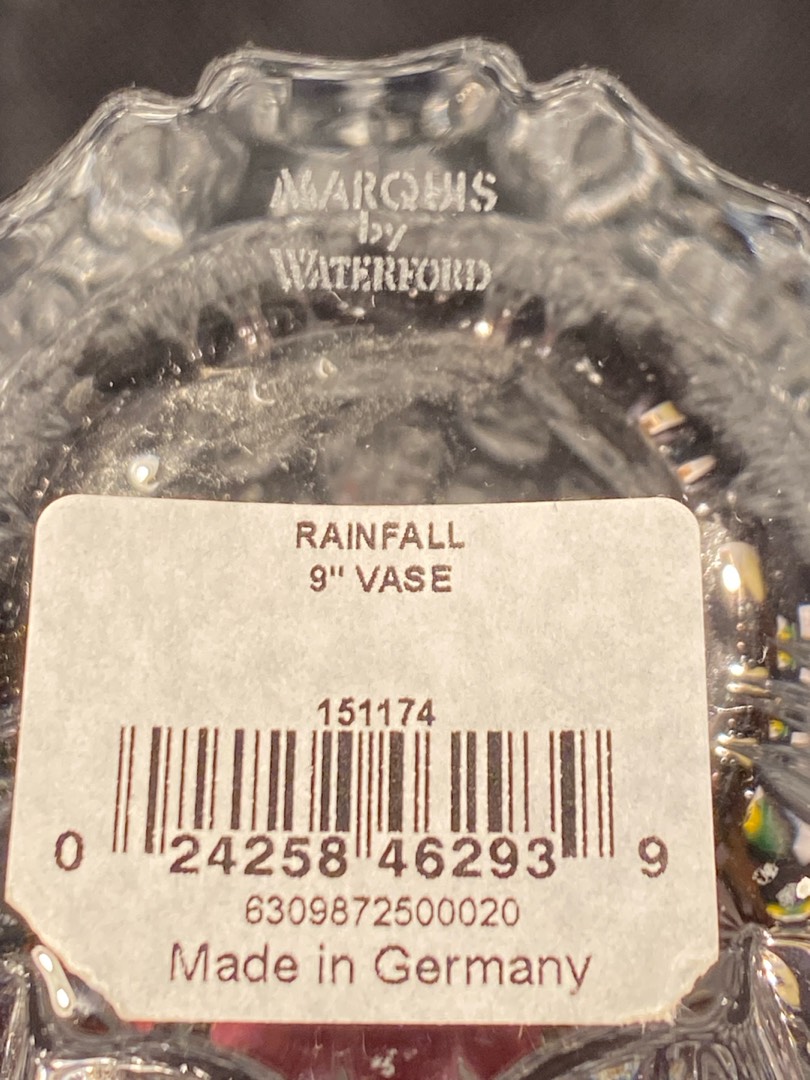 MARQUIS
by
WATERFORD
RAINFALL
9" VASE
151174
0 24258 46293 9
6309872500020
Made in Germany